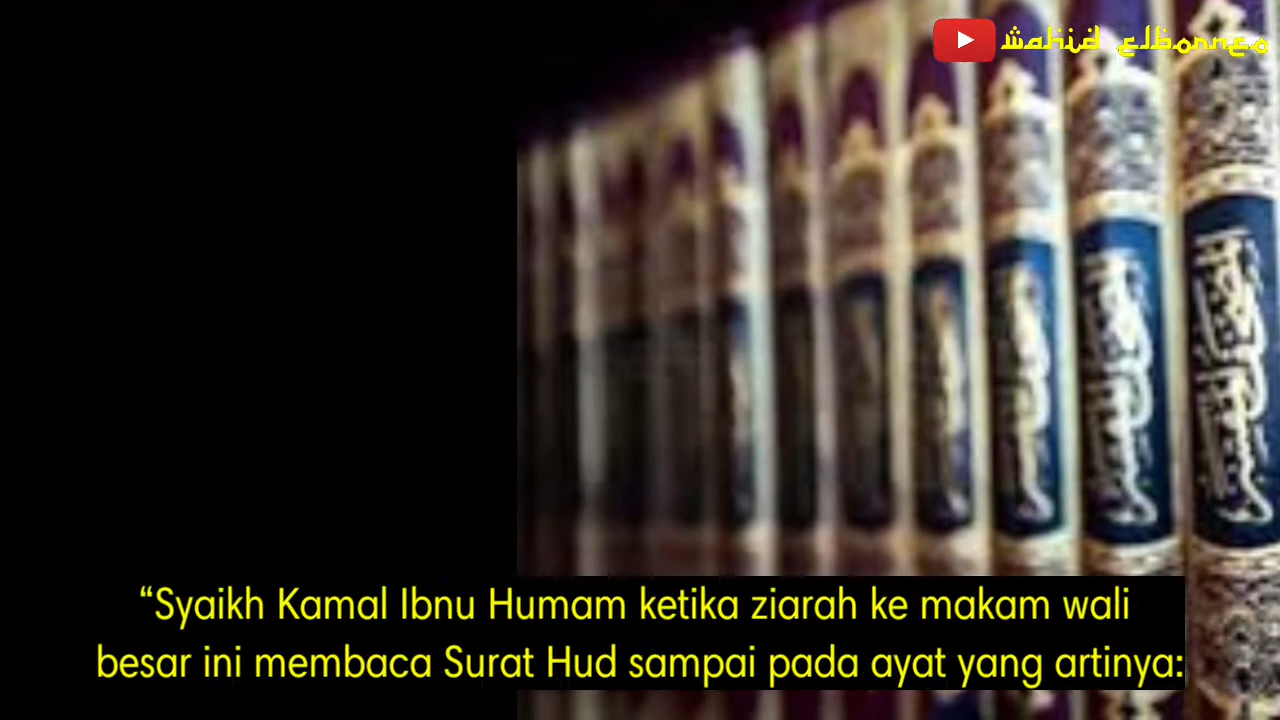 Wahid elborneo
“Syaikh Kamal Ibnu Humam ketika ziarah ke makam wali
besar ini membaca Surat Hud sampai pada ayat yang artinya: